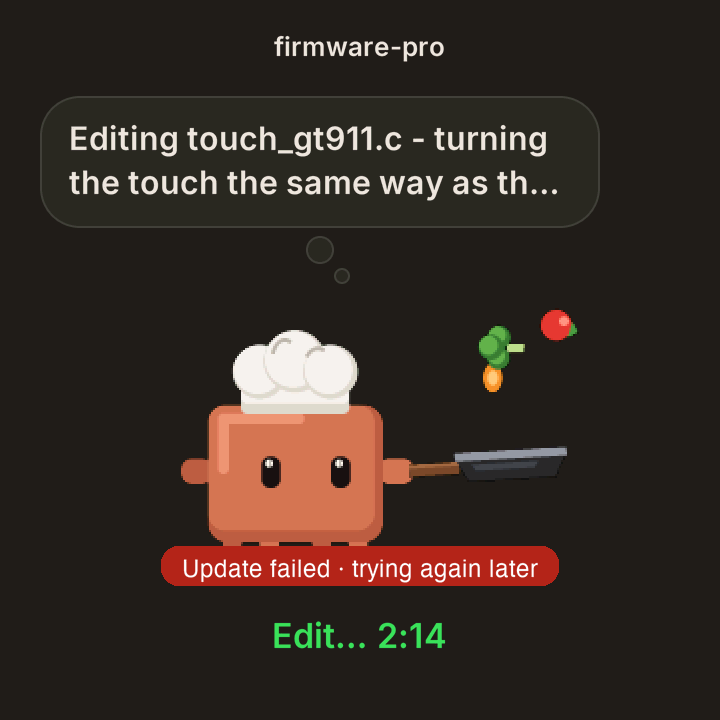 firmware-pro
Editing touch_gt911.c - turning
the touch the same way as th...
Update failed · trying again later
Edit... 2:14